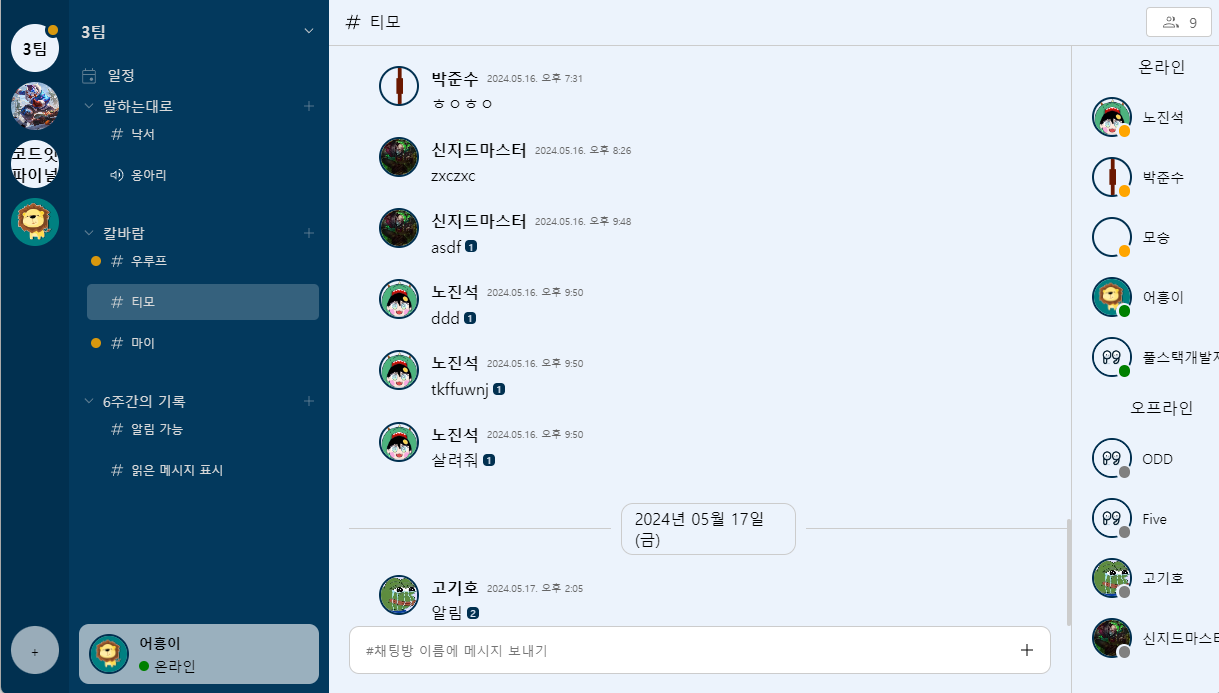 3팀
코드잇
파이널
+
3팀
일정
말하는대로 +
# 낙서
옹아리
칼바람 +
# 우루프
# 티모
# 마이
6주간의 기록 +
# 알림 가능
# 읽은 메시지 표시
어흥이
온라인
# 티모
9
박준수 2024.05.16. 오후 7:31
ㅎㅇㅎㅇ
신지드마스터 2024.05.16. 오후 8:26
zxczxc
신지드마스터 2024.05.16. 오후 9:48
asdf 1
노진석 2024.05.16. 오후 9:50
ddd 1
노진석 2024.05.16. 오후 9:50
tkffuwnj 1
노진석 2024.05.16. 오후 9:50
살려줘 1
2024년 05월 17일
(금)
고기호 2024.05.17. 오후 2:05
알림 2
#채팅방 이름에 메시지 보내기 +
온라인
노진석
박준수
모승
어흥이
풀스택개발
오프라인
ODD
Five
고기호
신지드마스